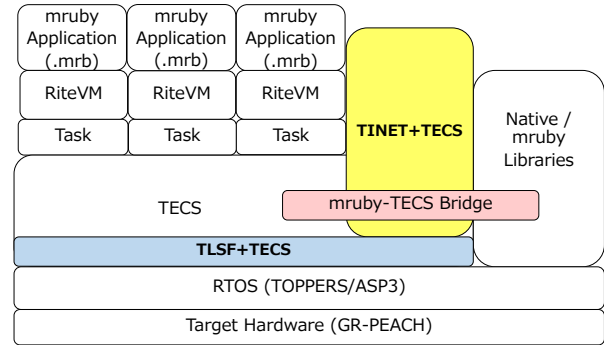 mruby
Application
(.mrb)
mruby
Application
(.mrb)
mruby
Application
(.mrb)
RiteVM
RiteVM
RiteVM
Task
Task
Task
TINET+TECS
Native /
mruby
Libraries
TECS
mruby-TECS Bridge
TLSF+TECS
RTOS (TOPPERS/ASP3)
Target Hardware (GR-PEACH)